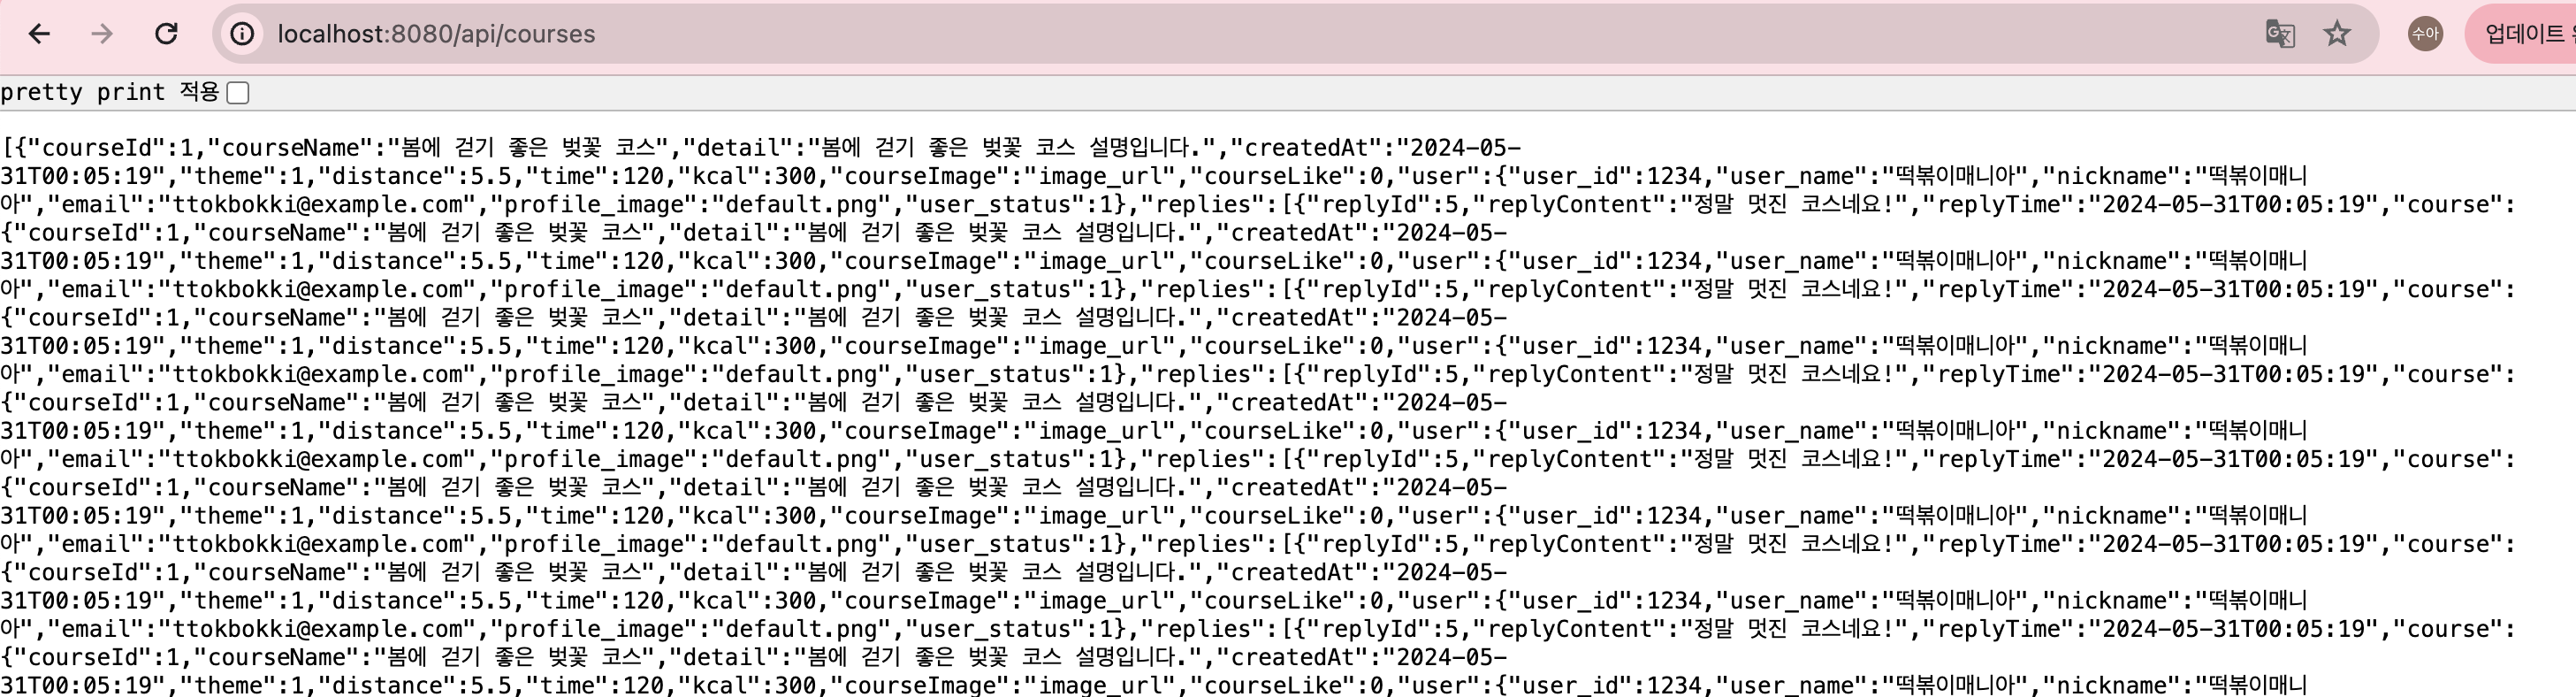 localhost:8080/api/courses
수아
업데이트
pretty print 적용
[{"courseId":1,"courseName":"봄에 걷기 좋은 벚꽃 코스","detail":"봄에 걷기 좋은 벚꽃 코스 설명입니다.","createdAt":"2024-05-
31T00:05:19","theme":1,"distance":5.5,"time":120,"kcal":300,"courseImage":"image_url","courseLike":0,"user":{"user_id":1234,"user_name":"떡볶이매니아","nickname":"떡볶이매니
아","email":"ttokbokki@example.com","profile_image":"default.png","user_status":1},"replies":[{"replyId":5,"replyContent":"정말 멋진 코스네요!","replyTime":"2024-05-31T00:05:19","course":
{"courseId":1,"courseName":"봄에 걷기 좋은 벚꽃 코스","detail":"봄에 걷기 좋은 벚꽃 코스 설명입니다.","createdAt":"2024-05-
31T00:05:19","theme":1,"distance":5.5,"time":120,"kcal":300,"courseImage":"image_url","courseLike":0,"user":{"user_id":1234,"user_name":"떡볶이매니아","nickname":"떡볶이매니
아","email":"ttokbokki@example.com","profile_image":"default.png","user_status":1},"replies":[{"replyId":5,"replyContent":"정말 멋진 코스네요!","replyTime":"2024-05-31T00:05:19","course":
{"courseId":1,"courseName":"봄에 걷기 좋은 벚꽃 코스","detail":"봄에 걷기 좋은 벚꽃 코스 설명입니다.","createdAt":"2024-05-
31T00:05:19","theme":1,"distance":5.5,"time":120,"kcal":300,"courseImage":"image_url","courseLike":0,"user":{"user_id":1234,"user_name":"떡볶이매니아","nickname":"떡볶이매니
아","email":"ttokbokki@example.com","profile_image":"default.png","user_status":1},"replies":[{"replyId":5,"replyContent":"정말 멋진 코스네요!","replyTime":"2024-05-31T00:05:19","course":
{"courseId":1,"courseName":"봄에 걷기 좋은 벚꽃 코스","detail":"봄에 걷기 좋은 벚꽃 코스 설명입니다.","createdAt":"2024-05-
31T00:05:19","theme":1,"distance":5.5,"time":120,"kcal":300,"courseImage":"image_url","courseLike":0,"user":{"user_id":1234,"user_name":"떡볶이매니아","nickname":"떡볶이매니
아","email":"ttokbokki@example.com","profile_image":"default.png","user_status":1},"replies":[{"replyId":5,"replyContent":"정말 멋진 코스네요!","replyTime":"2024-05-31T00:05:19","course":
{"courseId":1,"courseName":"봄에 걷기 좋은 벚꽃 코스","detail":"봄에 걷기 좋은 벚꽃 코스 설명입니다.","createdAt":"2024-05-
31T00:05:19","theme":1,"distance":5.5,"time":120,"kcal":300,"courseImage":"image_url","courseLike":0,"user":{"user_id":1234,"user_name":"떡볶이매니아","nickname":"떡볶이매니
아","email":"ttokbokki@example.com","profile_image":"default.png","user_status":1},"replies":[{"replyId":5,"replyContent":"정말 멋진 코스네요!","replyTime":"2024-05-31T00:05:19","course":
{"courseId":1,"courseName":"봄에 걷기 좋은 벚꽃 코스","detail":"봄에 걷기 좋은 벚꽃 코스 설명입니다.","createdAt":"2024-05-
31T00:05:19","theme":1,"distance":5.5,"time":120,"kcal":300,"courseImage":"image_url","courseLike":0,"user":{"user_id":1234,"user_name":"떡볶이매니아","nickname":"떡볶이매니
아","email":"ttokbokki@example.com","profile_image":"default.png","user_status":1},"replies":[{"replyId":5,"replyContent":"정말 멋진 코스네요!","replyTime":"2024-05-31T00:05:19","course":
{"courseId":1,"courseName":"봄에 걷기 좋은 벚꽃 코스","detail":"봄에 걷기 좋은 벚꽃 코스 설명입니다.","createdAt":"2024-05-
31T00:05:19","theme":1,"distance":5.5,"time":120,"kcal":300,"courseImage":"image_url","courseLike":0,"user":{"user_id":1234,"user_name":"떡볶이매니아","nickname":"떡볶이매니